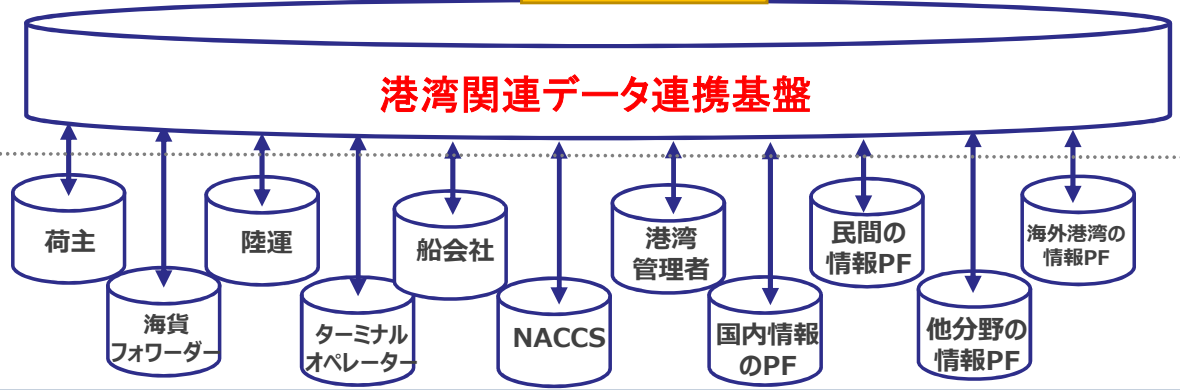 港湾関連データ連携基盤
荷主
海貨
フォワーダー
陸運
ターミナル
オペレーター
船会社
NACCS
港湾
管理者
国内情報
のPF
民間の
情報PF
他分野の
情報PF
海外港湾の
情報PF